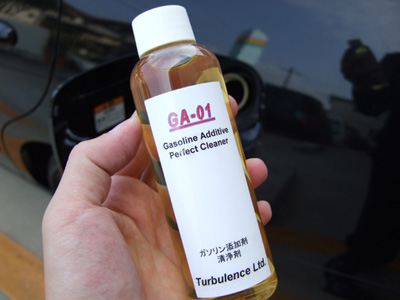 GA-01
Gasoline Additive
Perfect Cleaner
ガソリン添加剤
清浄剤
Turbulence Ltd.